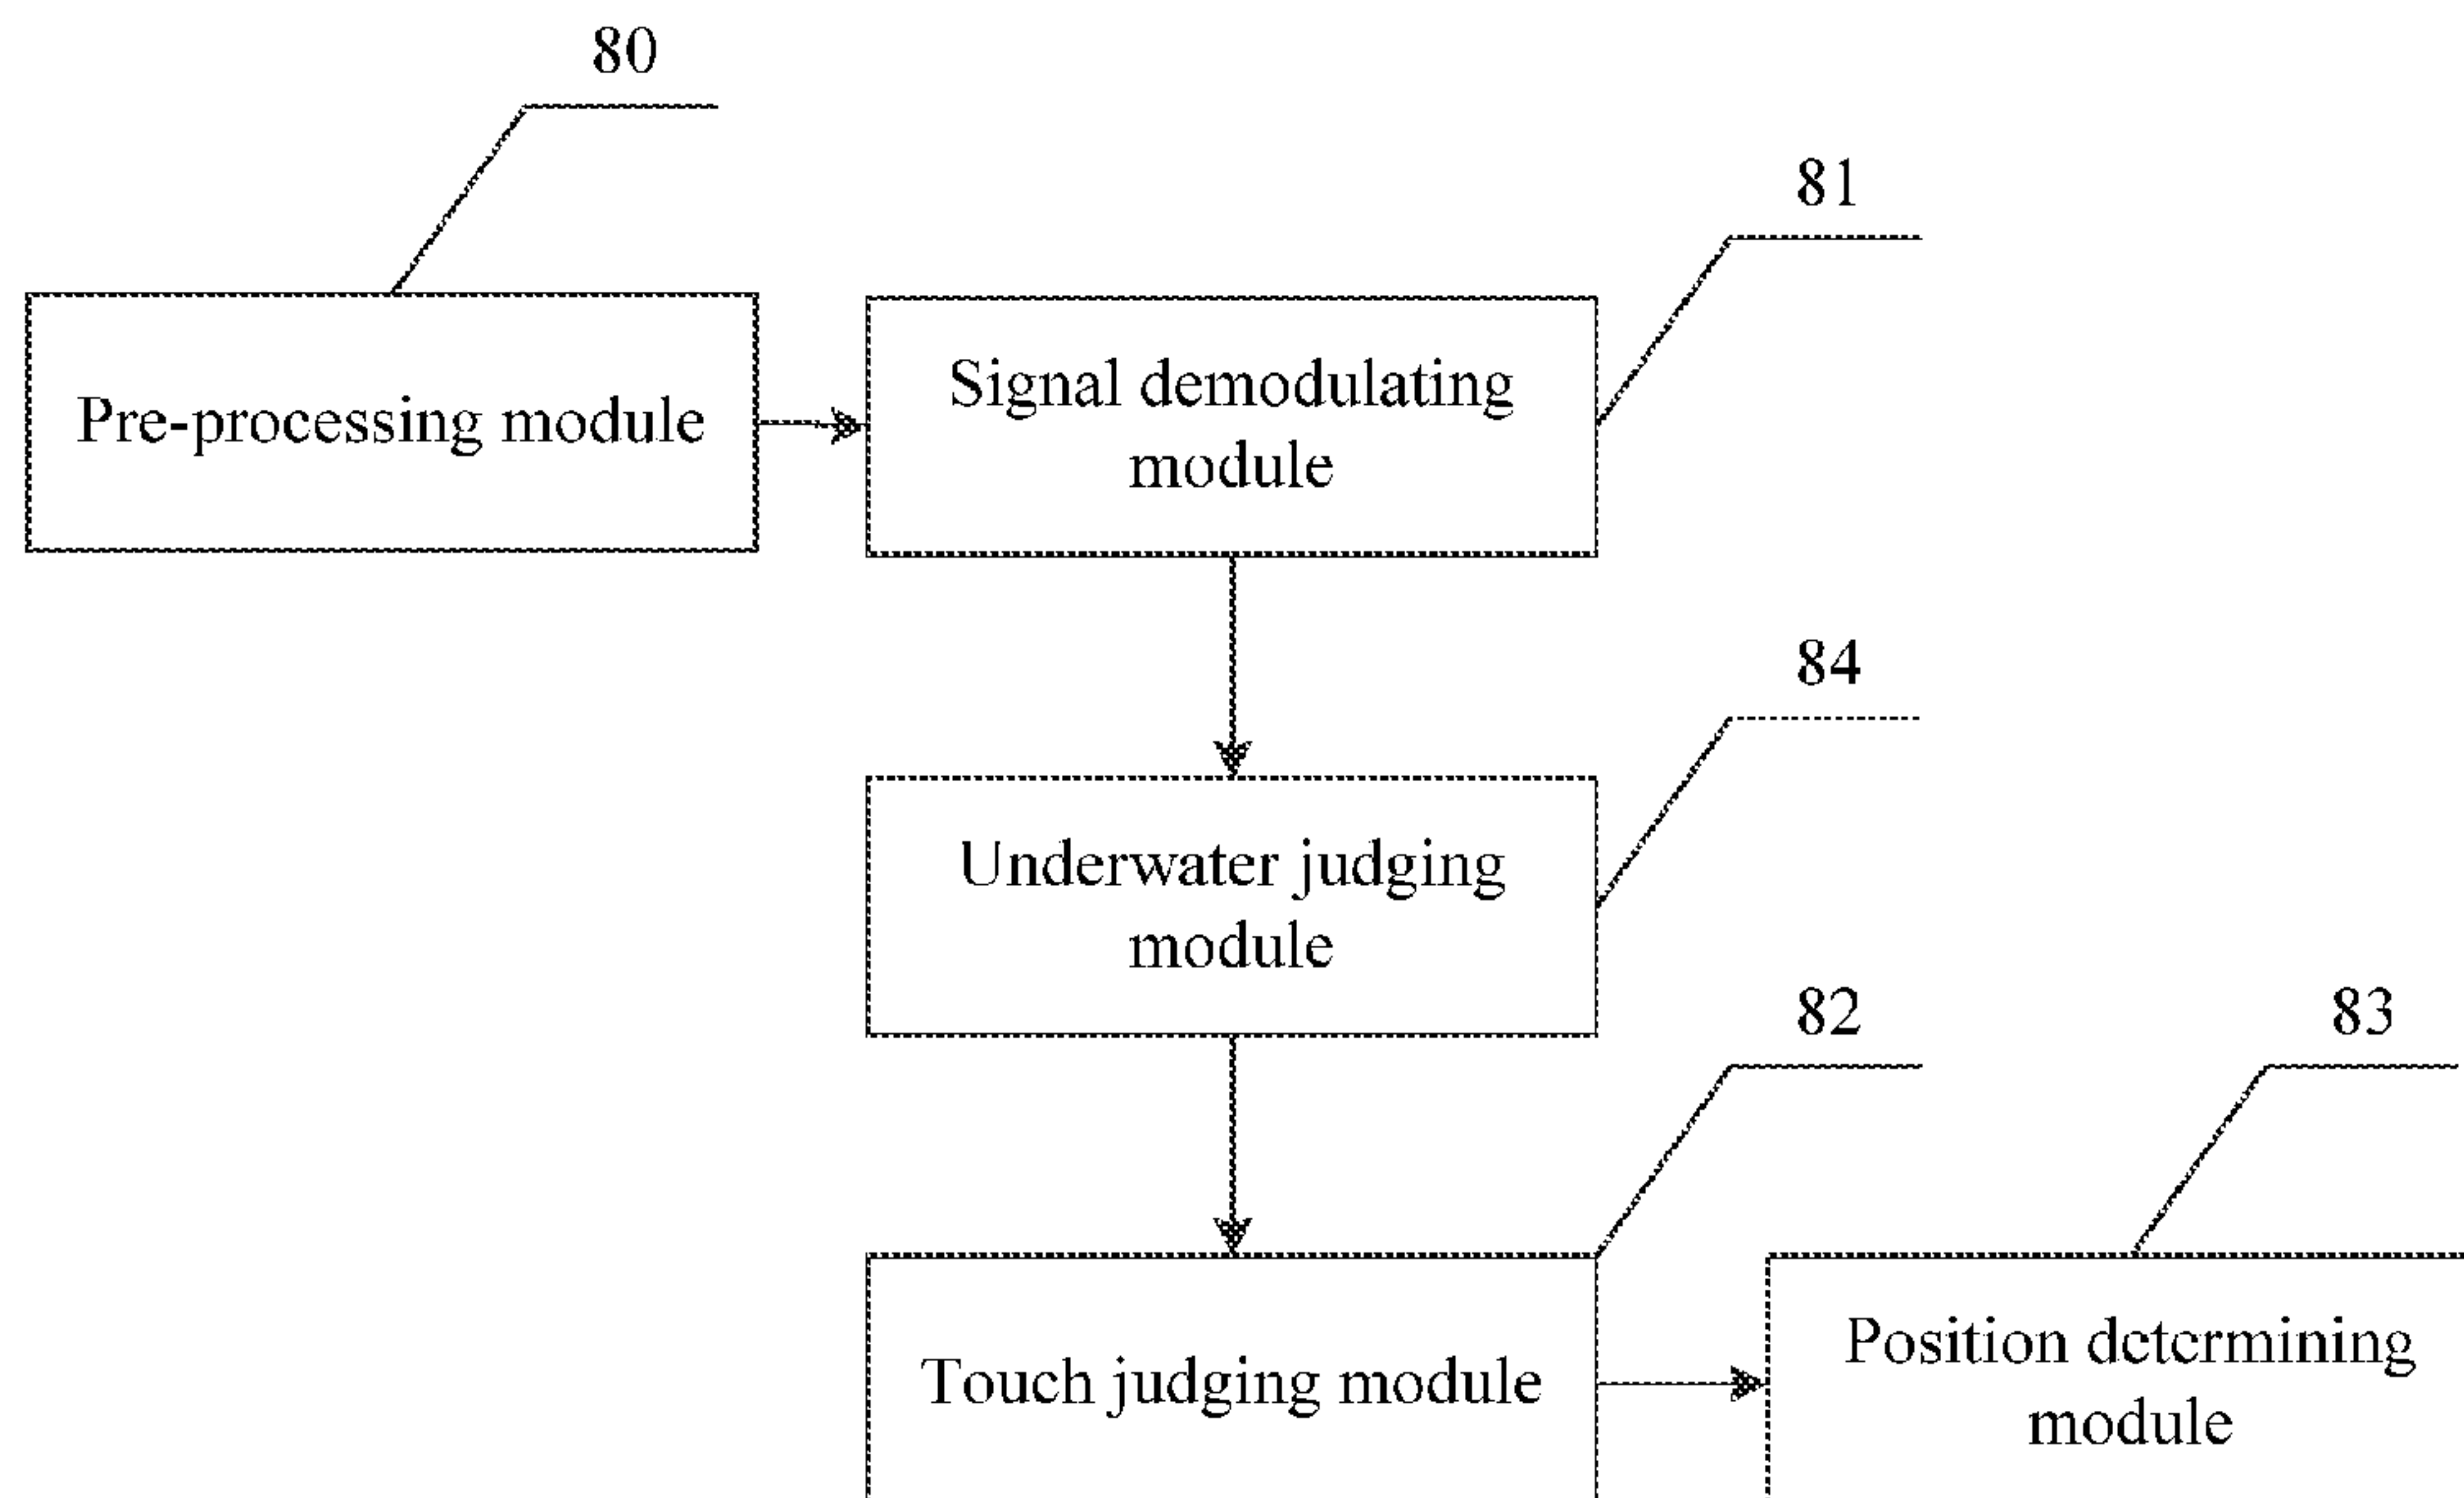 80
81
Pre-processing module
Signal demodulating
module
84
Underwater judging
module
82
83
Touch judging module
Position determining
module